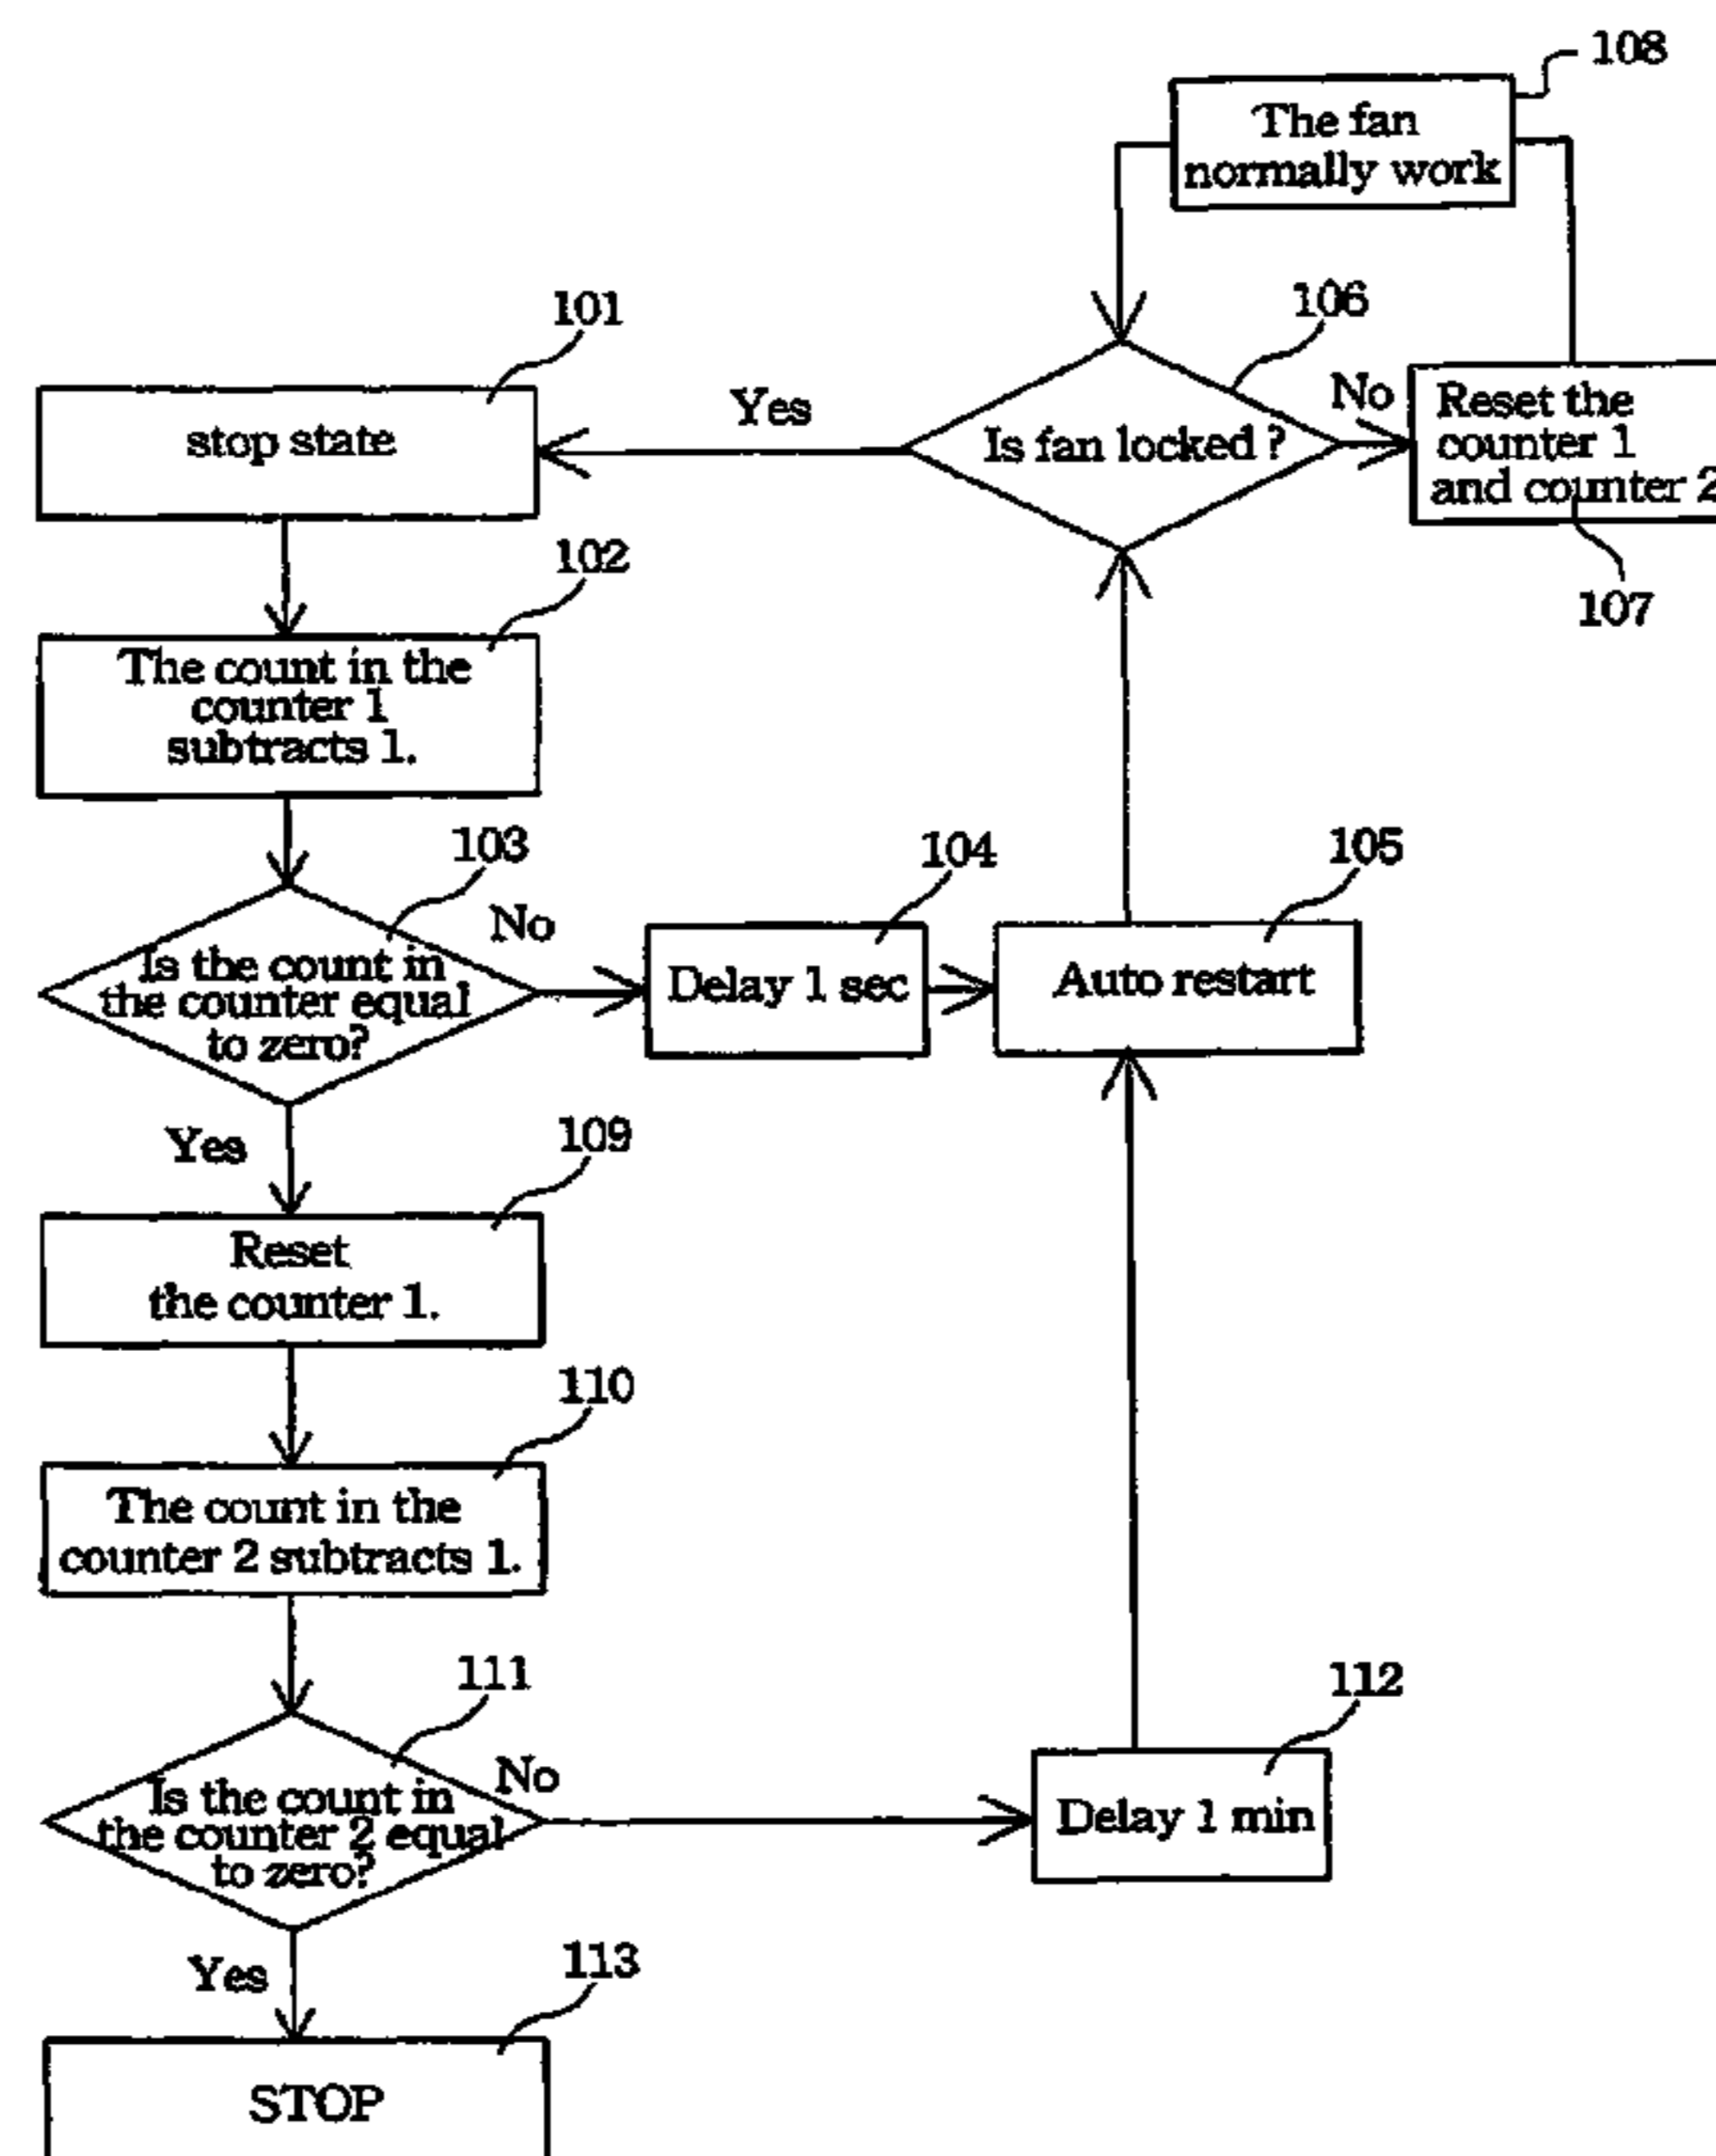 108
The fan
normally work
101
106
stop state
Yes
Is fan locked ?
No
Reset the
counter 1
and counter 2
107
102
The count in the
counter 1
subtracts 1.
103
No
104
105
Is the count in
the counter equal
to zero?
Delay 1 sec
Auto restart
Yes
109
Reset
the counter 1.
110
The count in the
counter 2 subtracts 1.
111
No
112
Is the count in
the counter 2 equal
to zero?
Delay 1 min
Yes
113
STOP